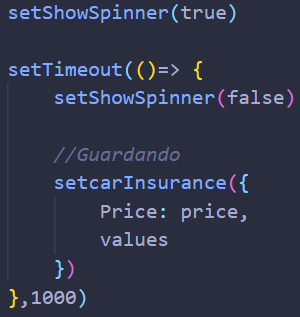 setShowSpinner(true)
setTimeout(()=> {
setShowSpinner(false)
//Guardando
setcarInsurance({
Price: price,
values
})
},1000)